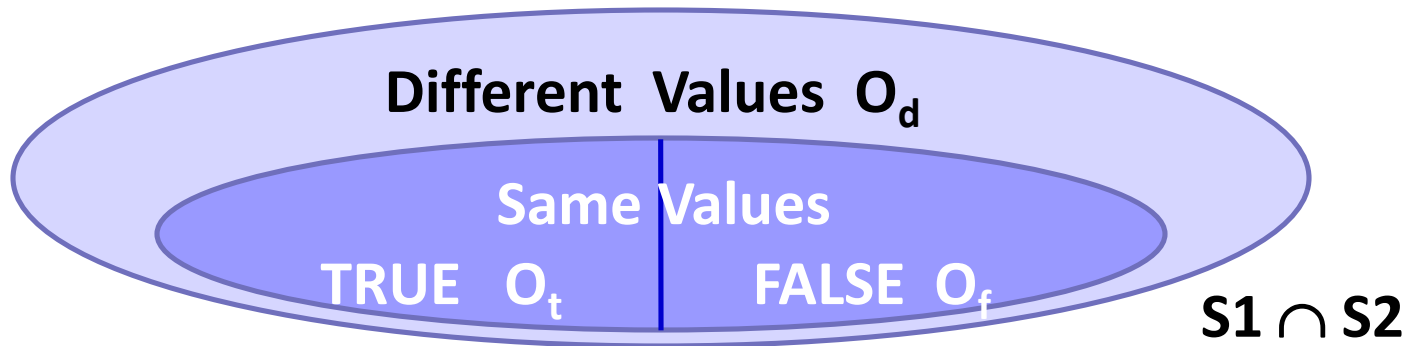 Different Values Od
Same Values
TRUE Ot FALSE Of
S1 ∩ S2